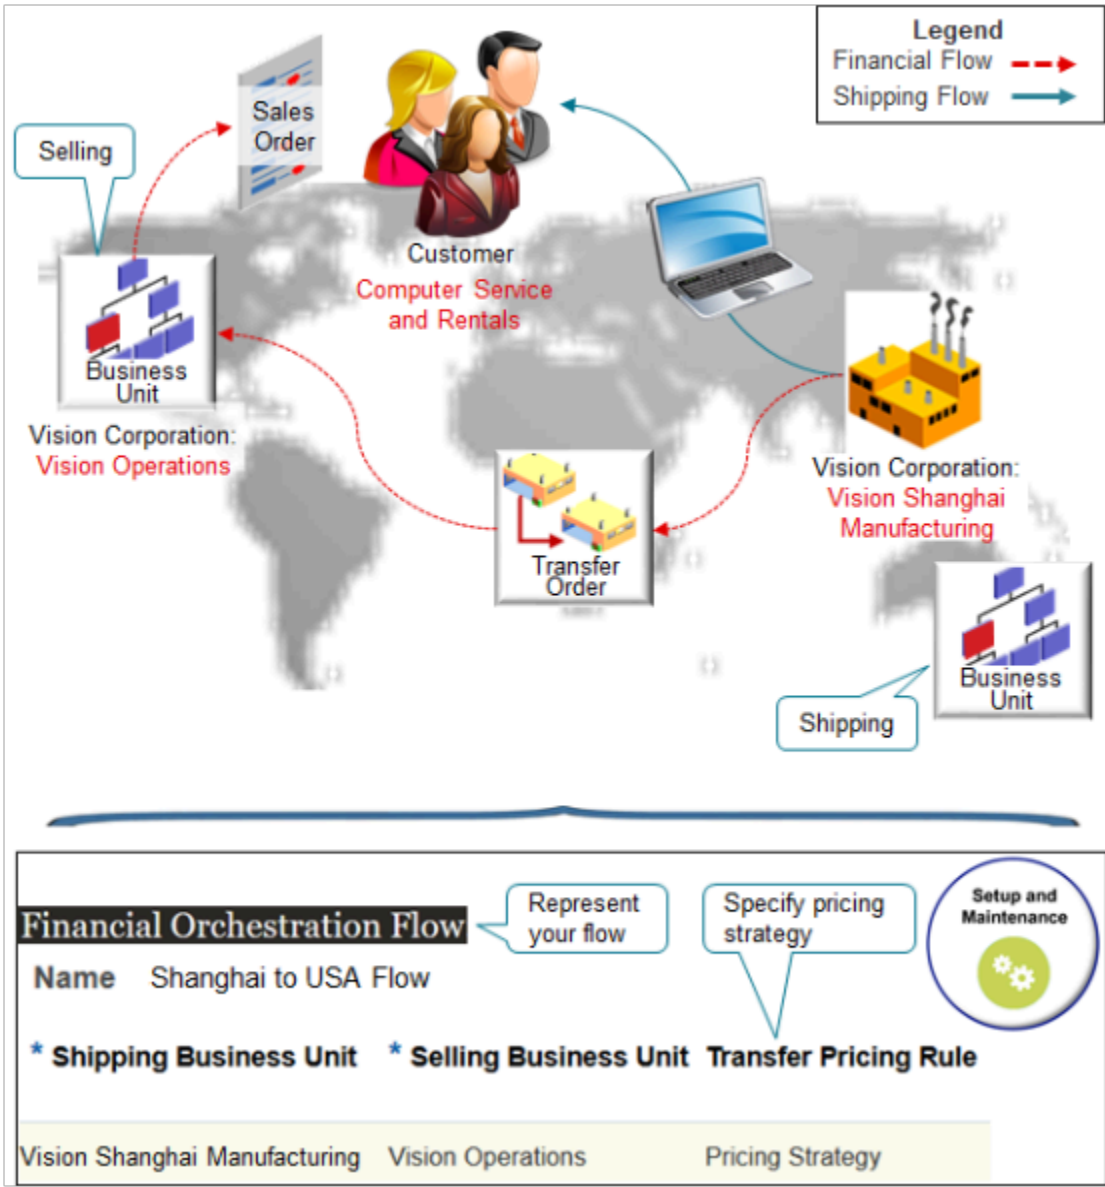 Legend
Financial Flow
Shipping Flow
Sales
Order
Selling
Customer
Computer Service
and Rentals
Business
Unit
Vision Corporation:
Vision Operations
Vision Corporation:
Vision Shanghai
Manufacturing
Transfer
Order
Business
Unit
Shipping
Setup and
Maintenance
Financial Orchestration Flow
Represent
your flow
Specify pricing
strategy
Name Shanghai to USA Flow
* Shipping Business Unit * Selling Business Unit Transfer Pricing Rule
Vision Shanghai Manufacturing Vision Operations Pricing Strategy